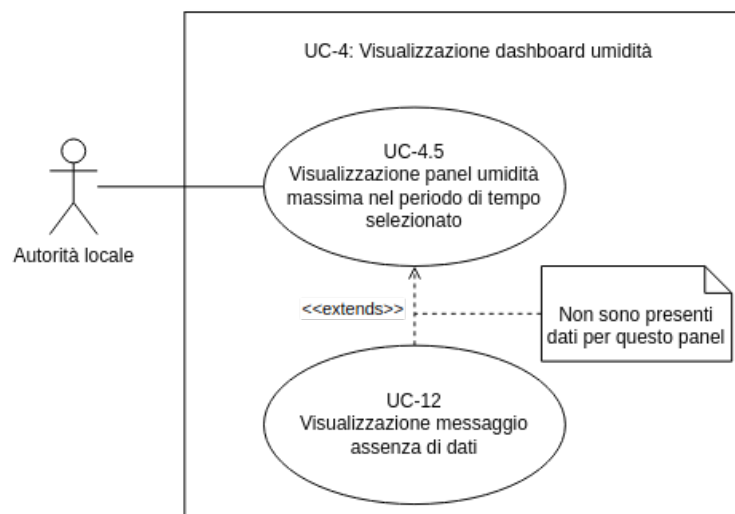 UC-4: Visualizzazione dashboard umidità
UC-4.5
Visualizzazione panel umidità
massima nel periodo di tempo
selezionato
Autorità locale
<<extends>>
Non sono presenti
dati per questo panel
UC-12
Visualizzazione messaggio
assenza di dati